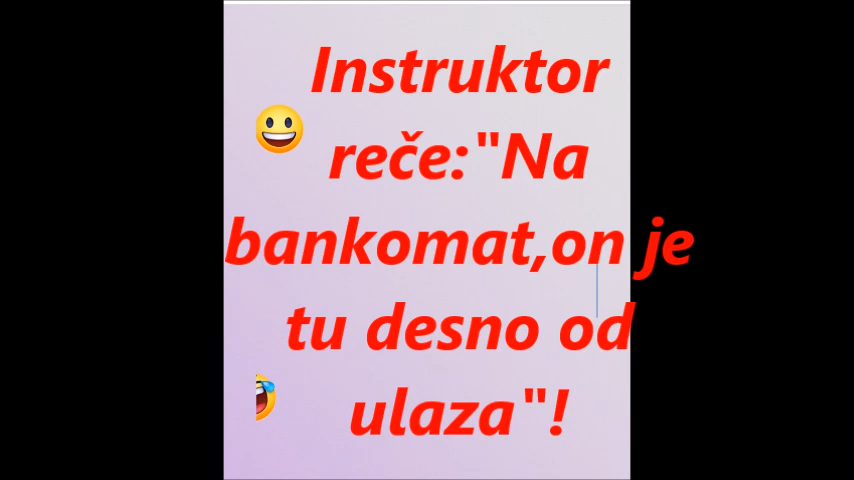 Instruktor
reče:"Na
bankomat,on je
tu desno od
ulaza"!